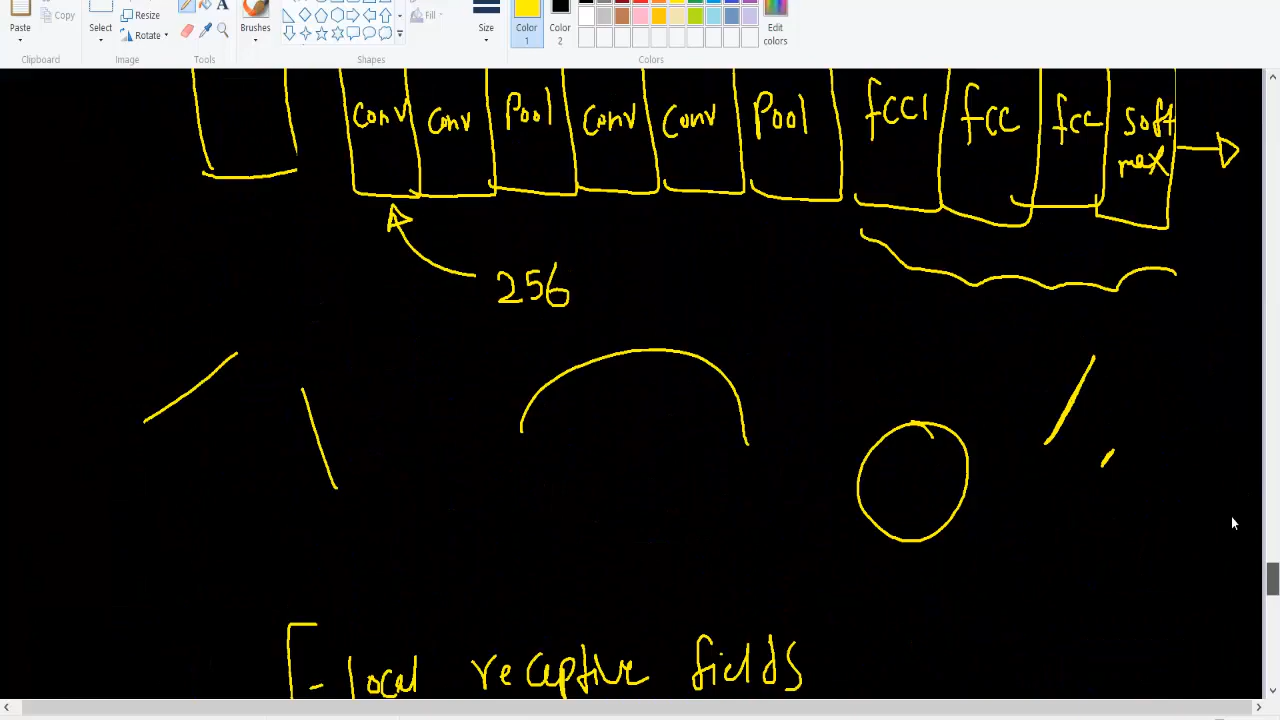 Paste Copy Select Resize Rotate Brushes Fill Size Color 1 Color 2 Edit colors
Clipboard Image Tools Shapes Colors
Conv Conv Pool Conv Conv Pool fCC1 fcc fcc Soft max
256
- local receptive fields